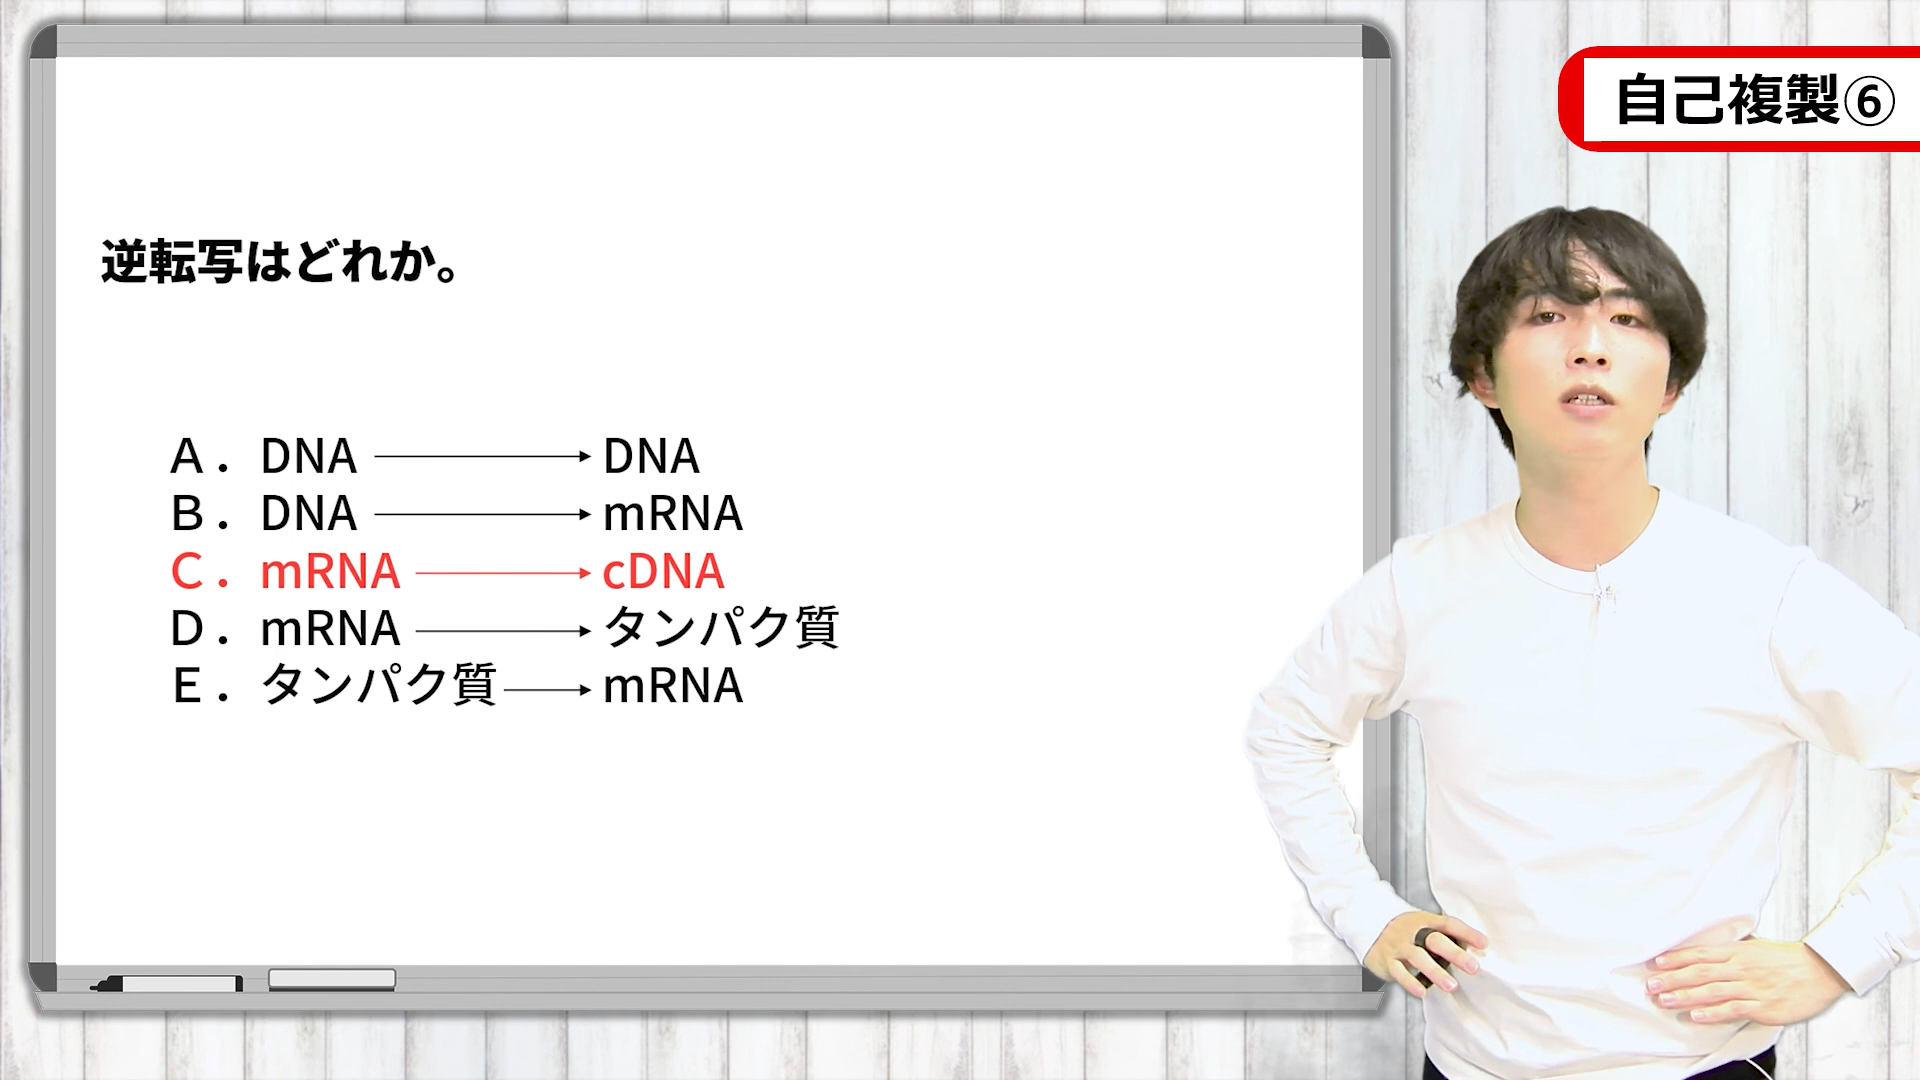 自己複製⑥
逆転写はどれか。
A．DNA → DNA
B．DNA → mRNA
C．mRNA → cDNA
D．mRNA → タンパク質
E．タンパク質 → mRNA